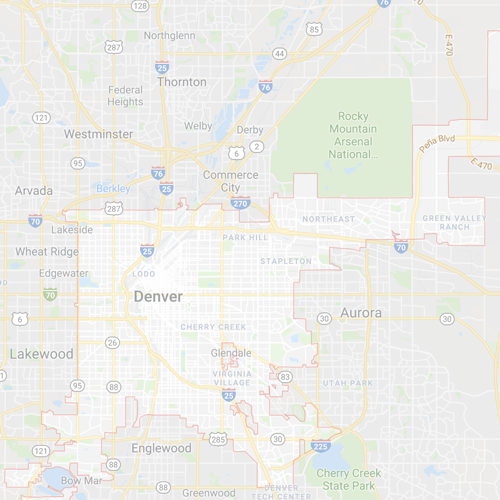 76
85
Northglenn
287
E-470
44
25
Thornton
76
Federal
Heights
121
Rocky
Mountain
Arsenal
National...
Welby
Derby
Westminster
2
6
Peña Blvd
95
E-470
76
Commerce
City
Arvada
Berkley
25
270
287
70
NORTHEAST
GREEN VALLEY
RANCH
Lakeside
PARK HILL
70
Wheat Ridge
25
STAPLETON
Edgewater
LODO
70
Denver
Aurora
6
30
30
CHERRY CREEK
26
Glendale
Lakewood
VIRGINIA
VILLAGE
83
UTAH PARK
95
88
25
121
Englewood
285
30
225
88
Bow Mar
Cherry Creek
State Park
88
Greenwood
DENVER
TECH CENTER